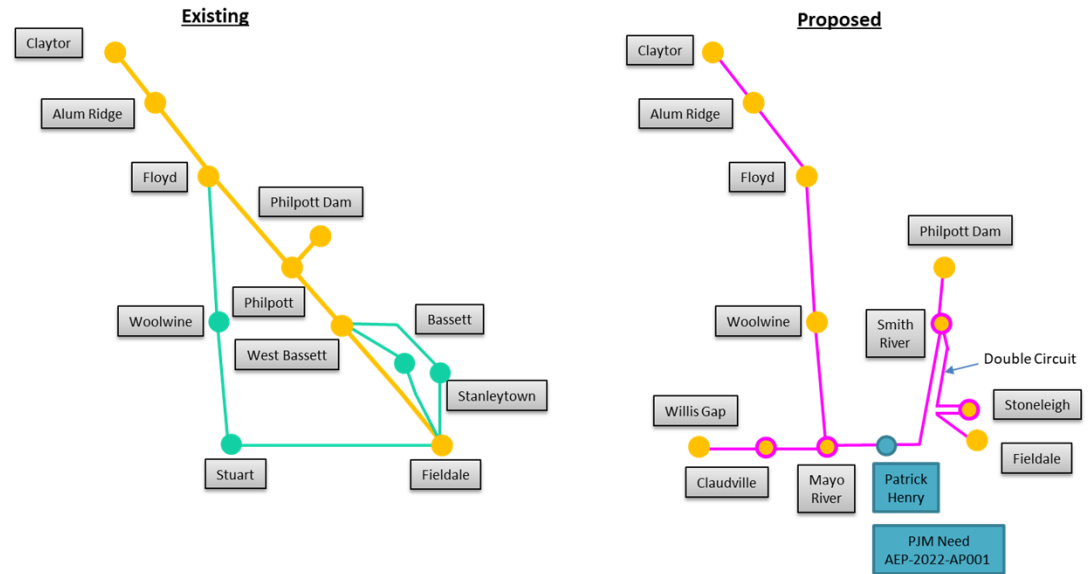 Existing
Claytor
Alum Ridge
Floyd
Philpott Dam
Philpott
Woolwine
Bassett
West Bassett
Stanleytown
Stuart
Fieldale
Proposed
Claytor
Alum Ridge
Floyd
Philpott Dam
Woolwine
Smith
River
Double Circuit
Willis Gap
Stoneleigh
Fieldale
Claudville
Mayo
River
Patrick
Henry
PJM Need
AEP-2022-AP001